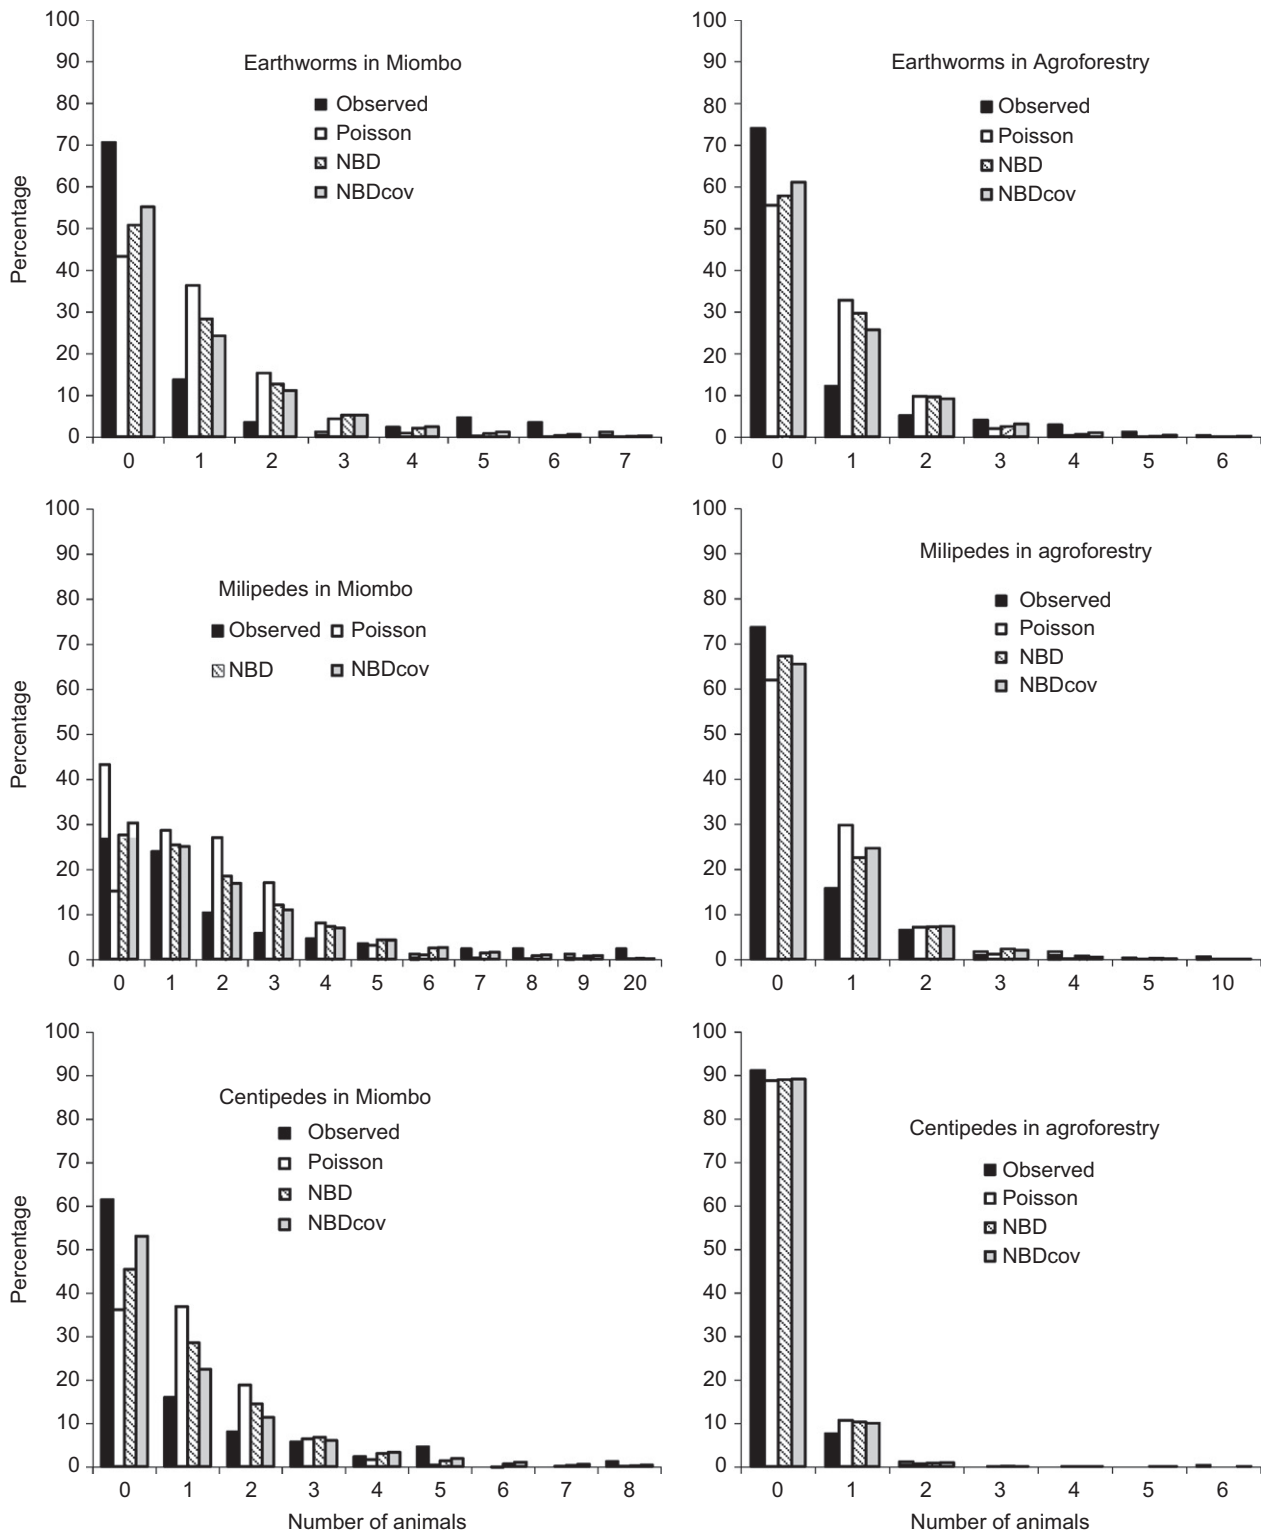 Earthworms in Miombo
Observed
Poisson
NBD
NBDcov
Percentage
100
90
80
70
60
50
40
30
20
10
0
0 1 2 3 4 5 6 7
Earthworms in Agroforestry
Observed
Poisson
NBD
NBDcov
100
90
80
70
60
50
40
30
20
10
0
0 1 2 3 4 5 6
Milipedes in Miombo
Observed Poisson
NBD NBDcov
Percentage
100
90
80
70
60
50
40
30
20
10
0
0 1 2 3 4 5 6 7 8 9 20
Milipedes in agroforestry
Observed
Poisson
NBD
NBDcov
100
90
80
70
60
50
40
30
20
10
0
0 1 2 3 4 5 10
Centipedes in Miombo
Observed
Poisson
NBD
NBDcov
Percentage
100
90
80
70
60
50
40
30
20
10
0
0 1 2 3 4 5 6 7 8
Number of animals
Centipedes in agroforestry
Observed
Poisson
NBD
NBDcov
100
90
80
70
60
50
40
30
20
10
0
0 1 2 3 4 5 6
Number of animals